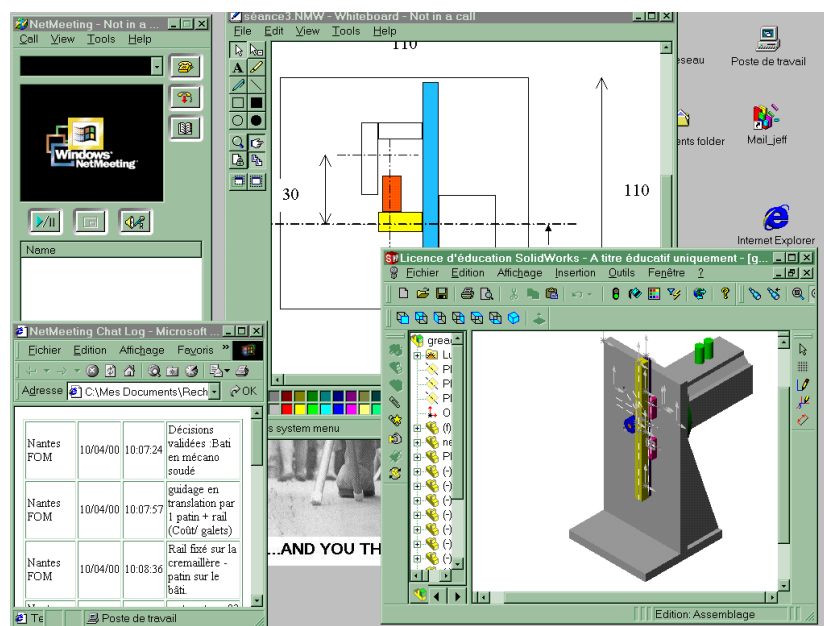 NetMeeting - Not in a ...
Call View Tools Help
Windows
NetMeeting
Name
séance3.NMW - Whiteboard - Not in a call
File Edit View Tools Help
A
110
30
110
Poste de travail
Mail_jeff
ents folder
Internet Explorer
NetMeeting Chat Log - Microsoft ...
Fichier Edition Affichage Favoris »
Adresse C:\Mes Documents\Rech OK
Nantes FOM 10/04/00 10:07:24 Décisions
validées :Bati
en mécano
soudé
Nantes FOM 10/04/00 10:07:57 guidage en
translation par
1 patin + rail
(Coût/ galets)
Nantes FOM 10/04/00 10:08:36 Rail fixé sur la
cremaillère -
patin sur le
bâti.
Poste de travail
s system menu
...AND YOU TH
Licence d'éducation SolidWorks - A titre éducatif uniquement - [g...
Fichier Edition Affichage Insertion Outils Fenêtre ?
Edition: Assemblage